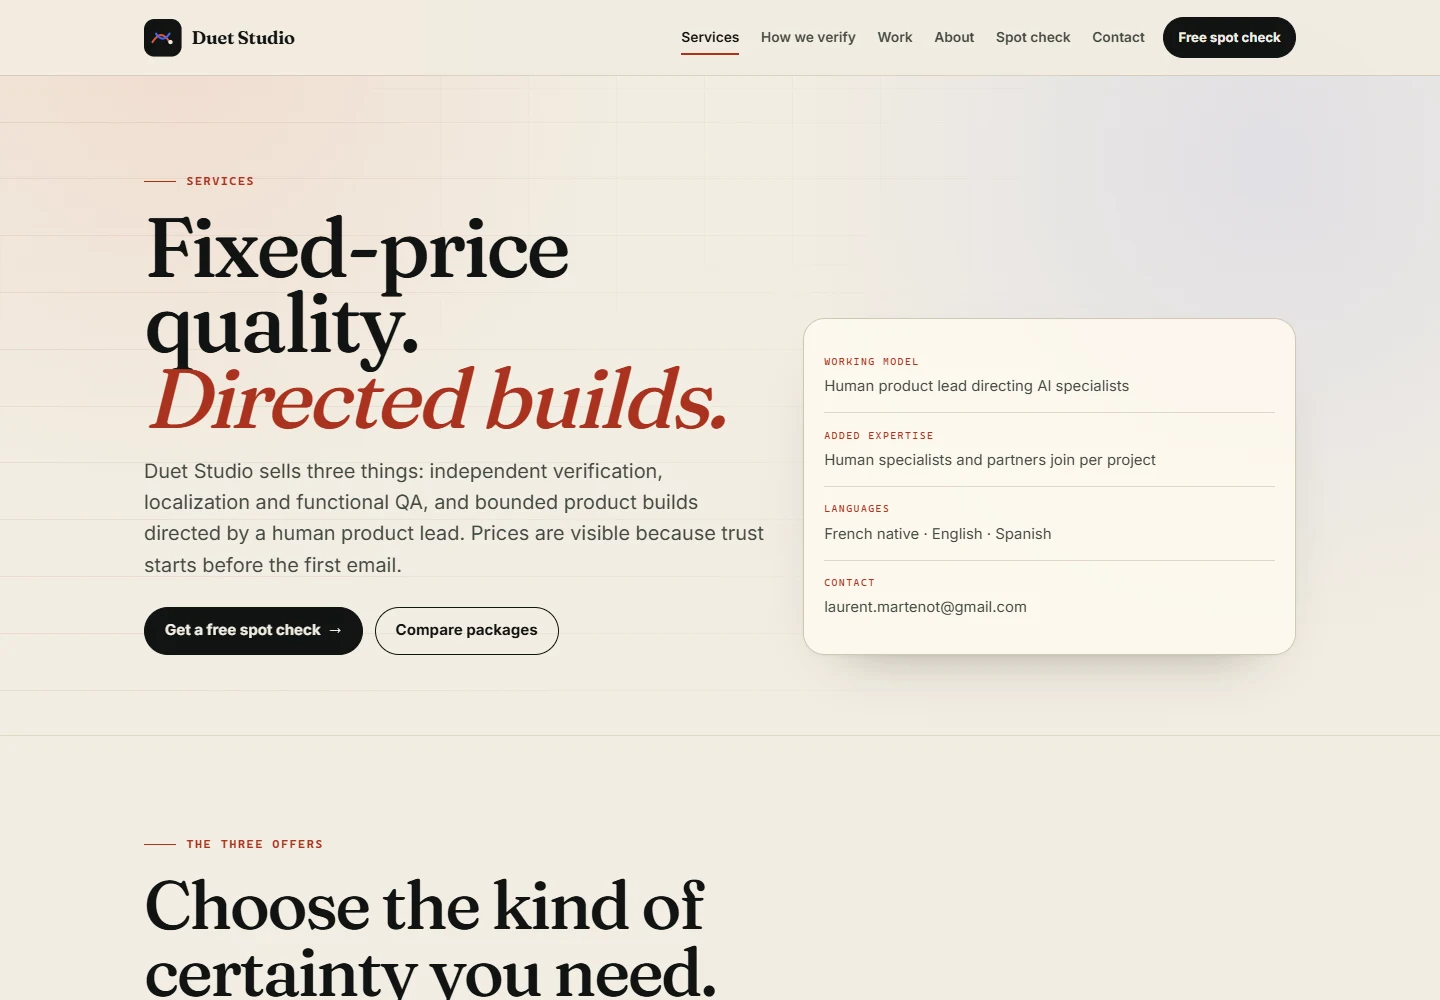 Duet Studio
Services
How we verify
Work
About
Spot check
Contact
Free spot check
SERVICES
Fixed-price
quality.
Directed builds.
Duet Studio sells three things: independent verification,
localization and functional QA, and bounded product builds
directed by a human product lead. Prices are visible because trust
starts before the first email.
Get a free spot check →
Compare packages
WORKING MODEL
Human product lead directing AI specialists
ADDED EXPERTISE
Human specialists and partners join per project
LANGUAGES
French native · English · Spanish
CONTACT
laurent.martenot@gmail.com
THE THREE OFFERS
Choose the kind of
certainty you need.